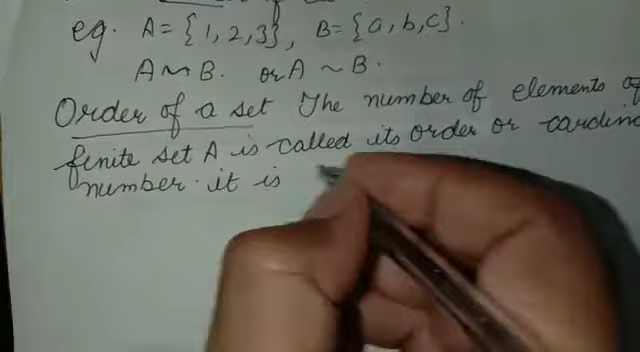 eg. A = {1, 2, 3}, B = {a, b, c}.
A ~ B. or A ~ B.
Order of a set The number of elements of
finite set A is called its order or cardin
number. it is